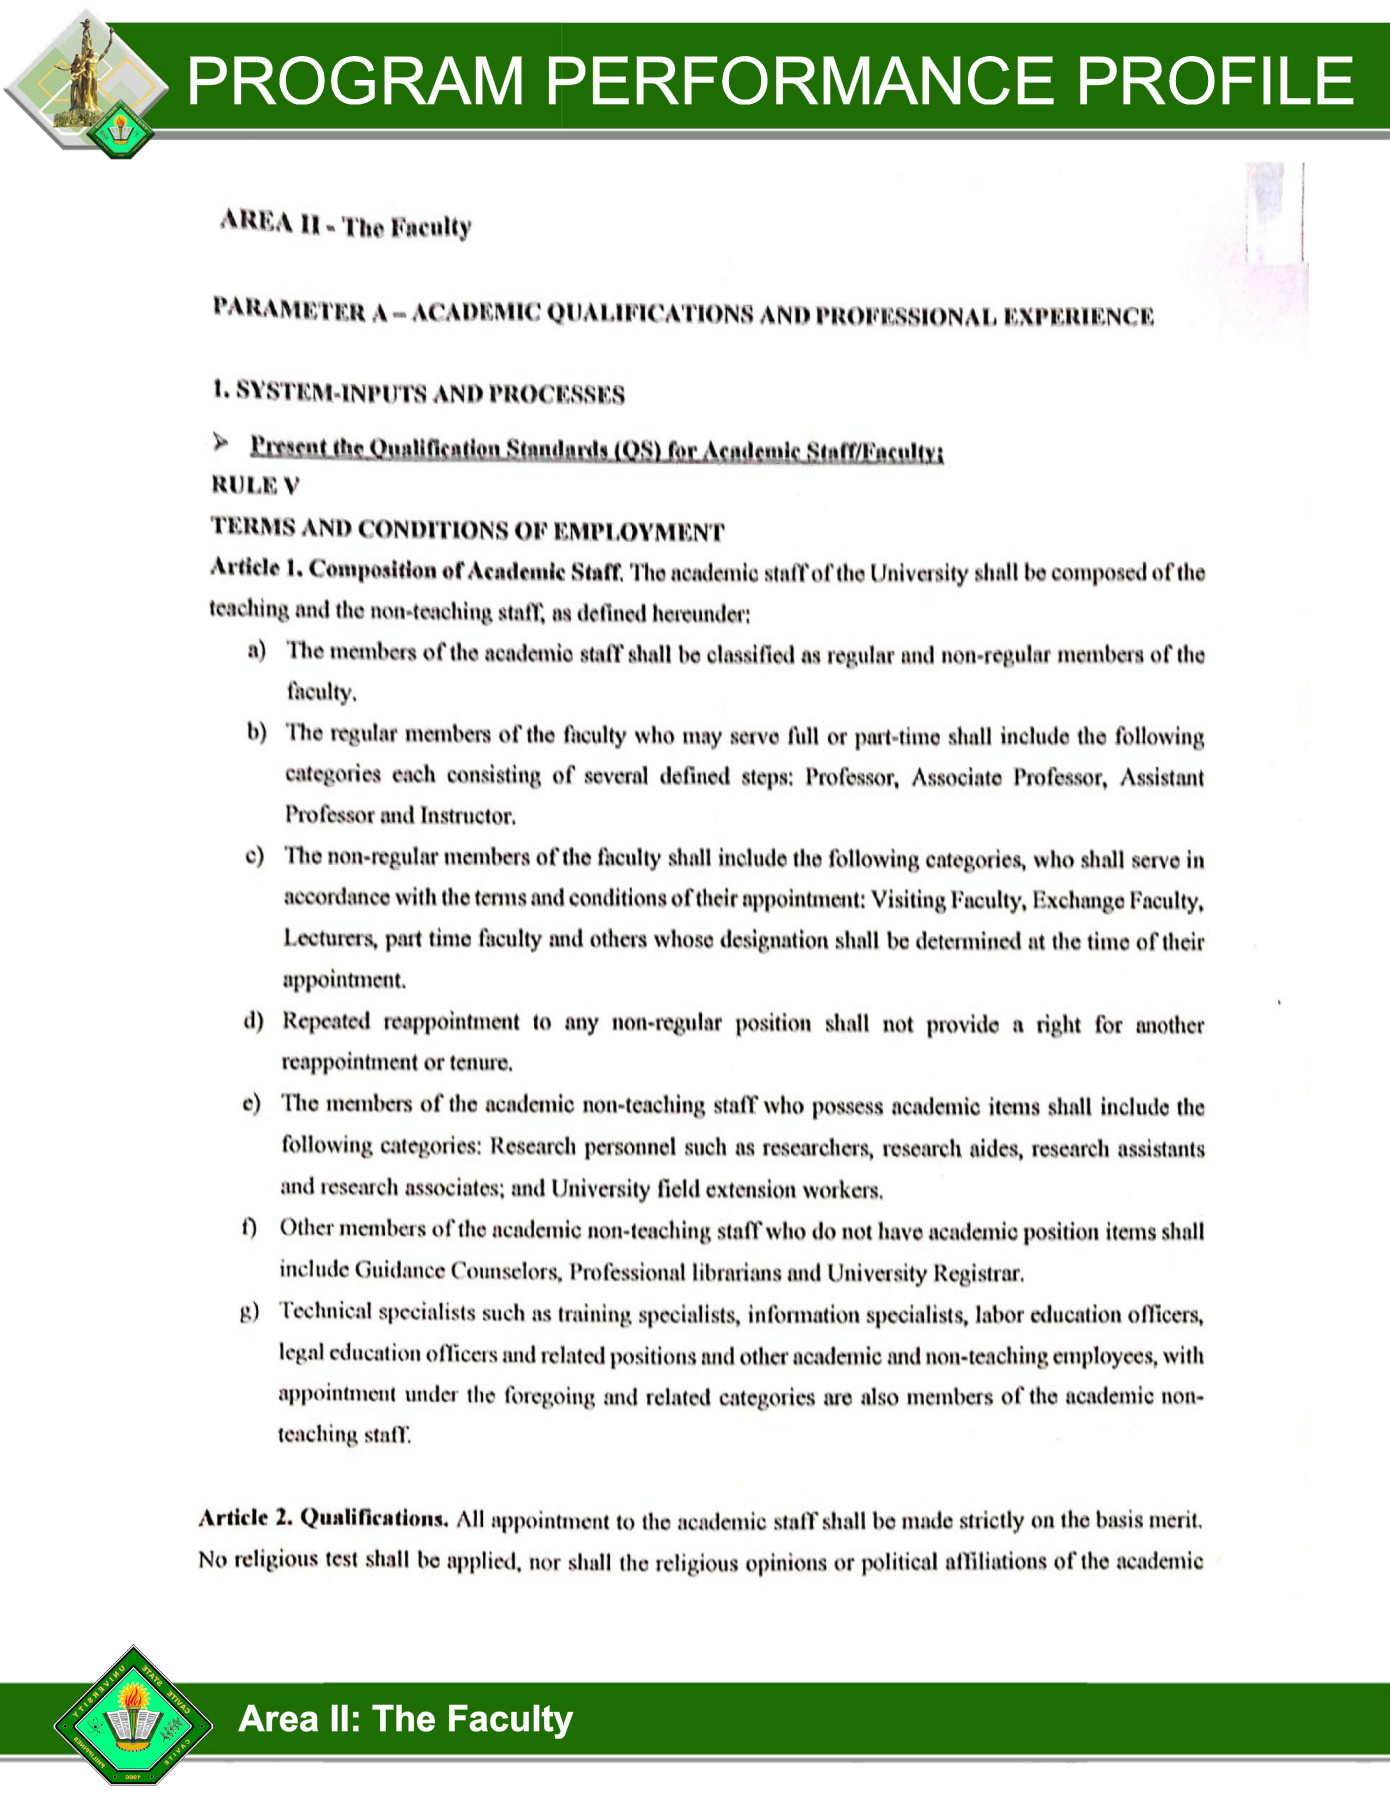 PROGRAM PERFORMANCE PROFILE
AREA II - The Faculty
PARAMETER A – ACADEMIC QUALIFICATIONS AND PROFESSIONAL EXPERIENCE
1. SYSTEM-INPUTS AND PROCESSES
➢ Present the Qualification Standards (QS) for Academic Staff/Faculty:
RULE V
TERMS AND CONDITIONS OF EMPLOYMENT
Article 1. Composition of Academic Staff. The academic staff of the University shall be composed of the
teaching and the non-teaching staff, as defined hereunder:
a) The members of the academic staff shall be classified as regular and non-regular members of the
faculty.
b) The regular members of the faculty who may serve full or part-time shall include the following
categories each consisting of several defined steps: Professor, Associate Professor, Assistant
Professor and Instructor.
c) The non-regular members of the faculty shall include the following categories, who shall serve in
accordance with the terms and conditions of their appointment: Visiting Faculty, Exchange Faculty,
Lecturers, part time faculty and others whose designation shall be determined at the time of their
appointment.
d) Repeated reappointment to any non-regular position shall not provide a right for another
reappointment or tenure.
e) The members of the academic non-teaching staff who possess academic items shall include the
following categories: Research personnel such as researchers, research aides, research assistants
and research associates; and University field extension workers.
f) Other members of the academic non-teaching staff who do not have academic position items shall
include Guidance Counselors, Professional librarians and University Registrar.
g) Technical specialists such as training specialists, information specialists, labor education officers,
legal education officers and related positions and other academic and non-teaching employees, with
appointment under the foregoing and related categories are also members of the academic non-
teaching staff.
Article 2. Qualifications. All appointment to the academic staff shall be made strictly on the basis merit.
No religious test shall be applied, nor shall the religious opinions or political affiliations of the academic
CAVITE STATE UNIVERSITY
CAVITE
PHILIPPINES
1906
Area II: The Faculty